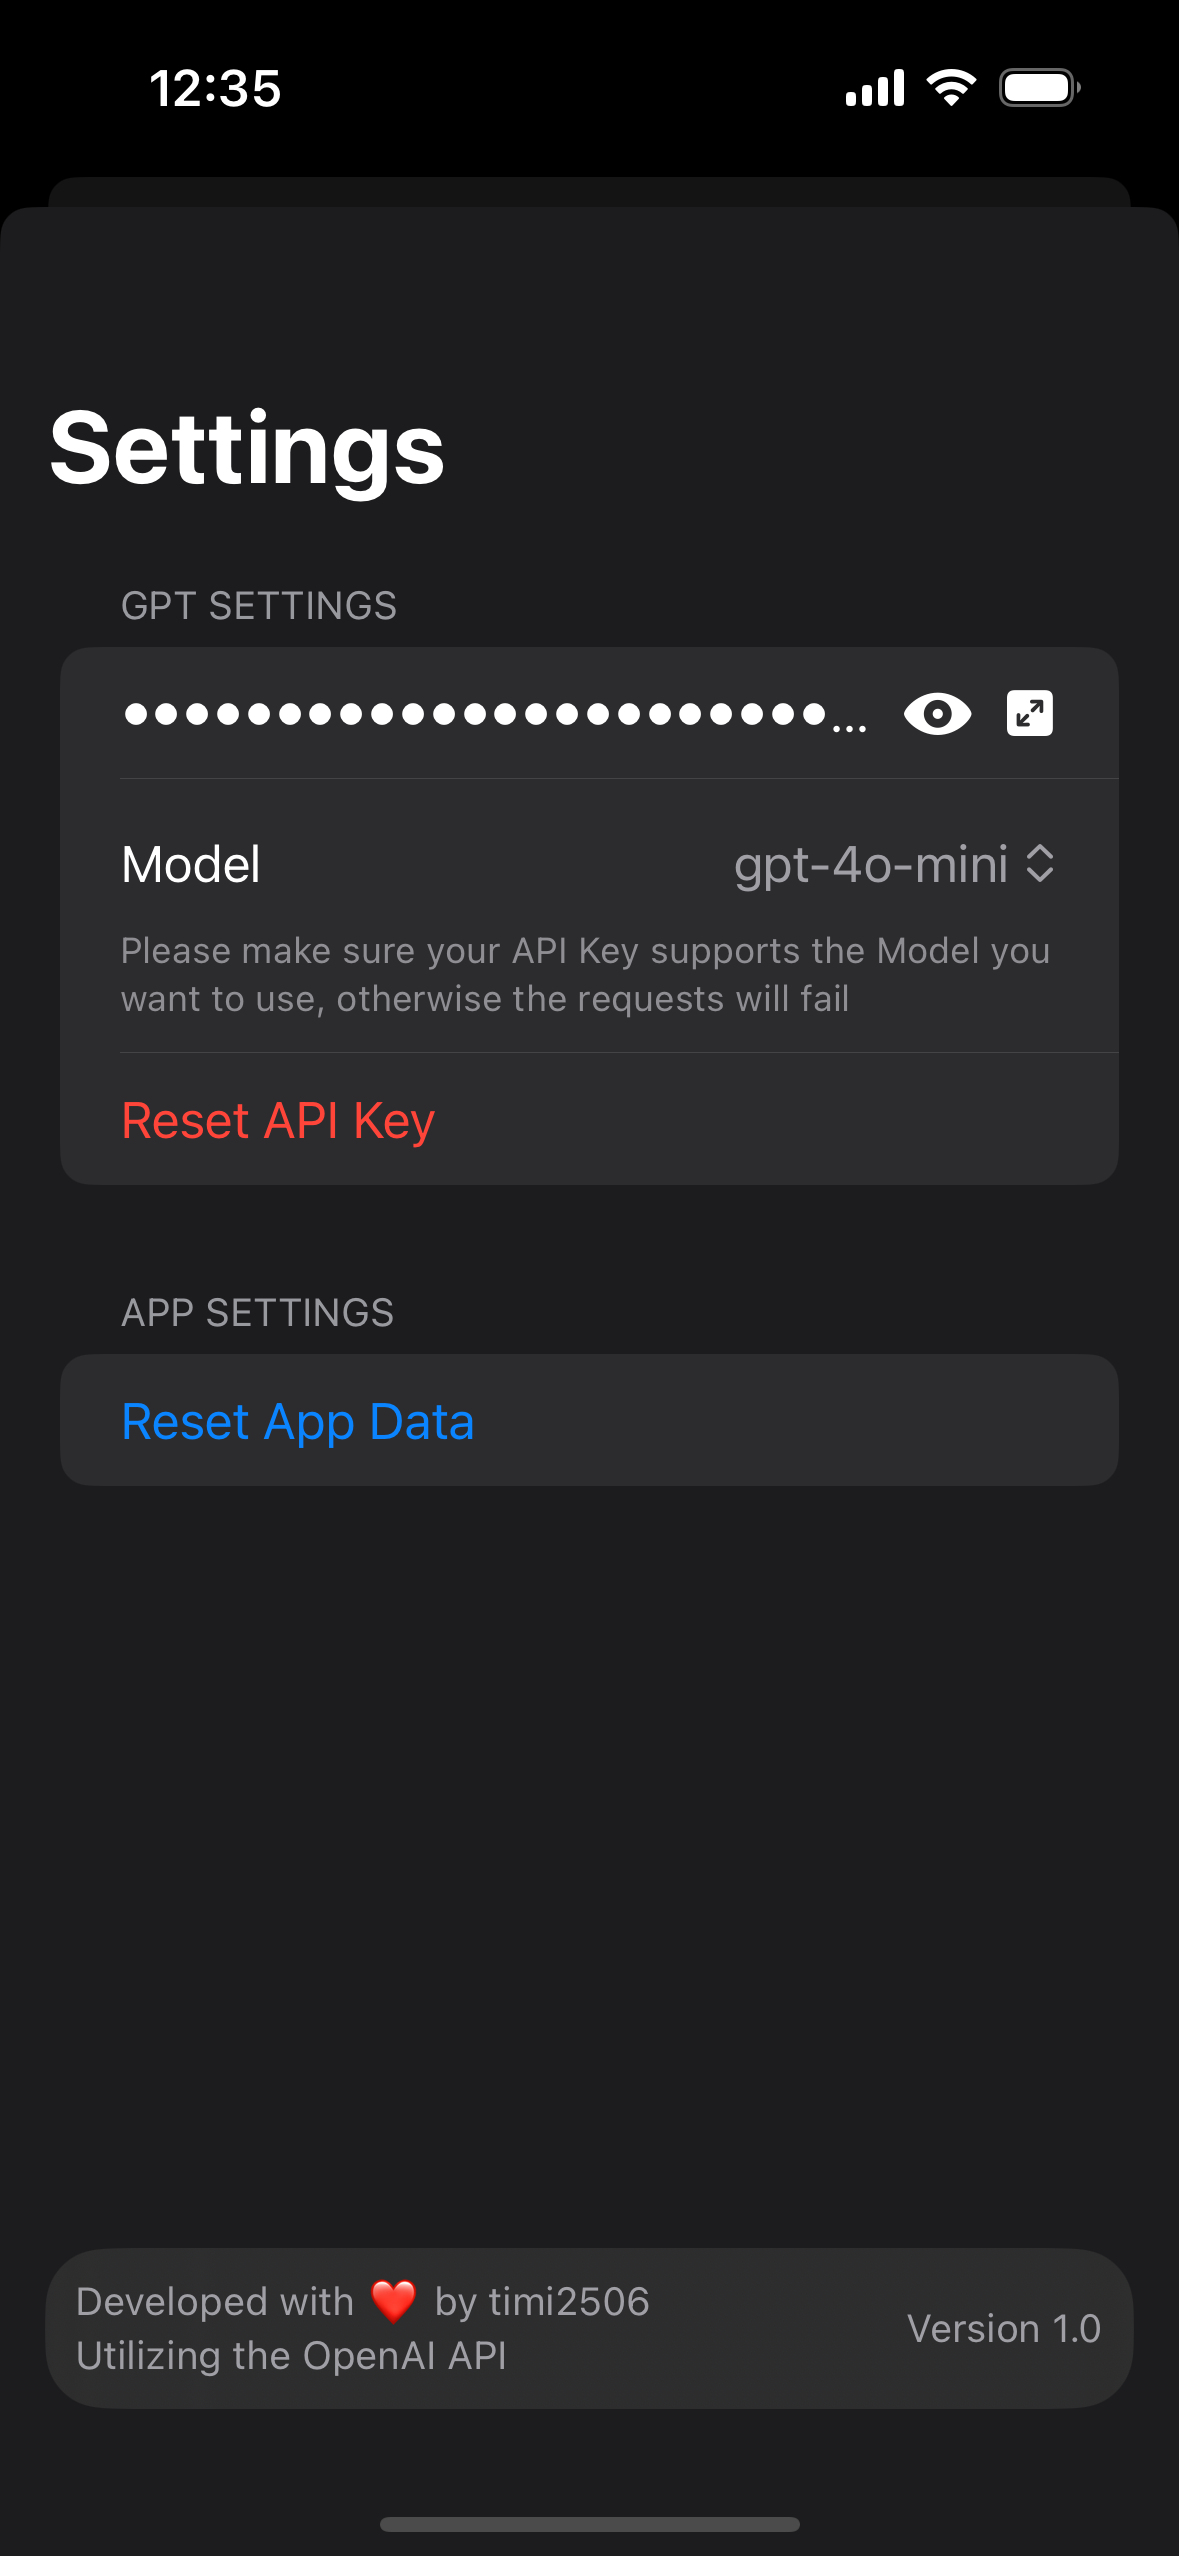 12:35
Settings
GPT SETTINGS
●●●●●●●●●●●●●●●●●●●●●●●...
Model
gpt-4o-mini
Please make sure your API Key supports the Model you
want to use, otherwise the requests will fail
Reset API Key
APP SETTINGS
Reset App Data
Developed with ❤️ by timi2506
Utilizing the OpenAI API
Version 1.0